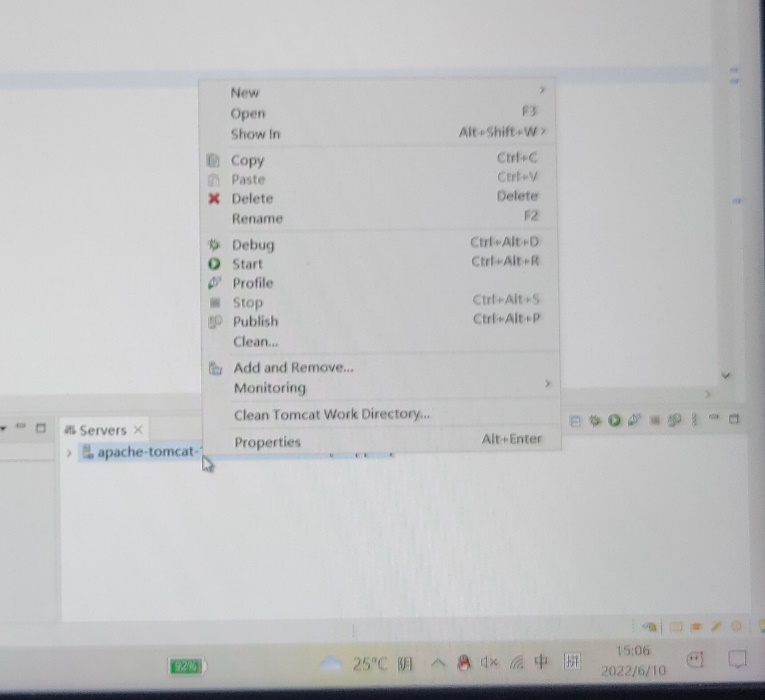 New
Open F3
Show In Alt+Shift+W >
Copy Ctrl+C
Paste Ctrl+V
Delete Delete
Rename F2
Debug Ctrl+Alt+D
Start Ctrl+Alt+R
Profile
Stop Ctrl+Alt+S
Publish Ctrl+Alt+P
Clean...
Add and Remove...
Monitoring
Clean Tomcat Work Directory...
Properties Alt+Enter
Servers
apache-tomcat-
92%
25°C 阴
中
拼
15:06
2022/6/10